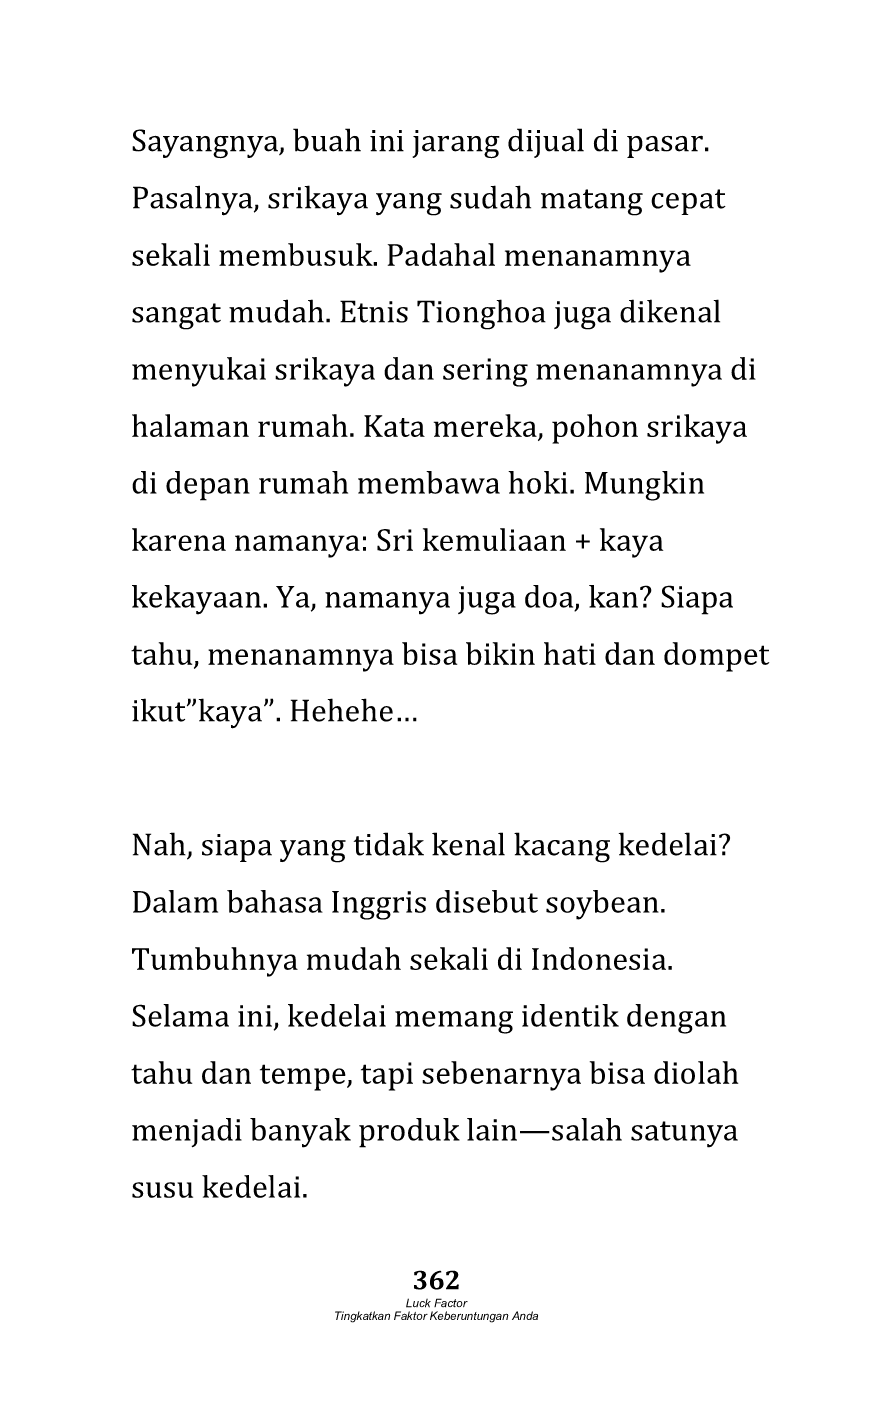 Sayangnya, buah ini jarang dijual di pasar.
Pasalnya, srikaya yang sudah matang cepat
sekali membusuk. Padahal menanamnya
sangat mudah. Etnis Tionghoa juga dikenal
menyukai srikaya dan sering menanamnya di
halaman rumah. Kata mereka, pohon srikaya
di depan rumah membawa hoki. Mungkin
karena namanya: Sri kemuliaan + kaya
kekayaan. Ya, namanya juga doa, kan? Siapa
tahu, menanamnya bisa bikin hati dan dompet
ikut”kaya”. Hehehe…
Nah, siapa yang tidak kenal kacang kedelai?
Dalam bahasa Inggris disebut soybean.
Tumbuhnya mudah sekali di Indonesia.
Selama ini, kedelai memang identik dengan
tahu dan tempe, tapi sebenarnya bisa diolah
menjadi banyak produk lain—salah satunya
susu kedelai.
362
Luck Factor
Tingkatkan Faktor Keberuntungan Anda